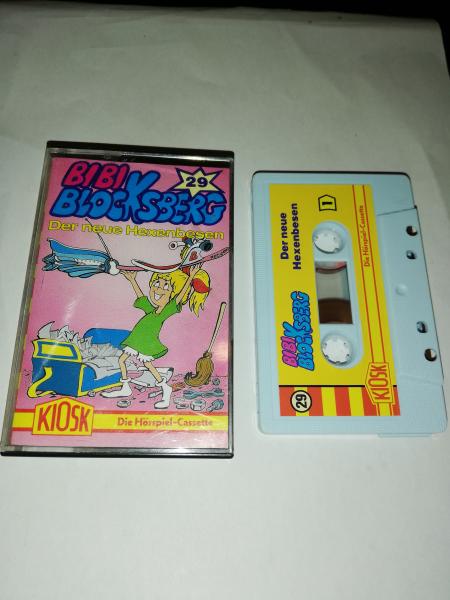 BIBI
BLOCKSBERG
29
Der neue Hexenbesen
KIOSK
Die Hörspiel-Cassette
Der neue
Hexenbesen
1
BIBI
BLOCKSBERG
29
Die Hörspiel-Cassette
KIOSK